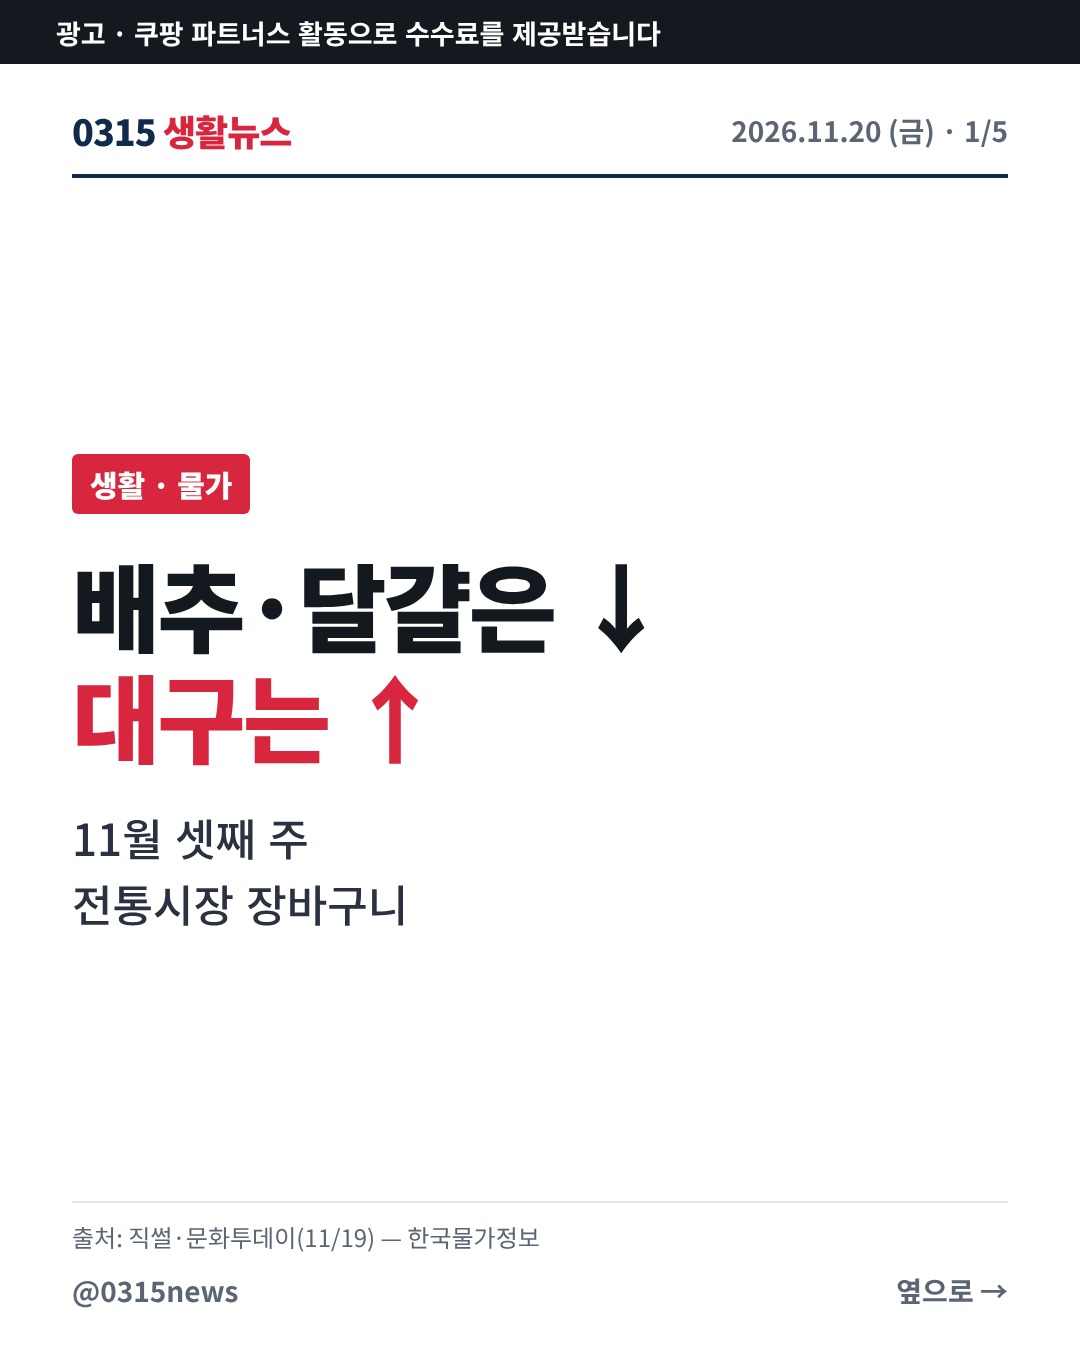 광고 · 쿠팡 파트너스 활동으로 수수료를 제공받습니다
0315 생활뉴스
2026.11.20 (금) · 1/5
생활 · 물가
배추·달걀은 ↓
대구는 ↑
11월 셋째 주
전통시장 장바구니
출처: 직썰·문화투데이(11/19) — 한국물가정보
@0315news
옆으로 →